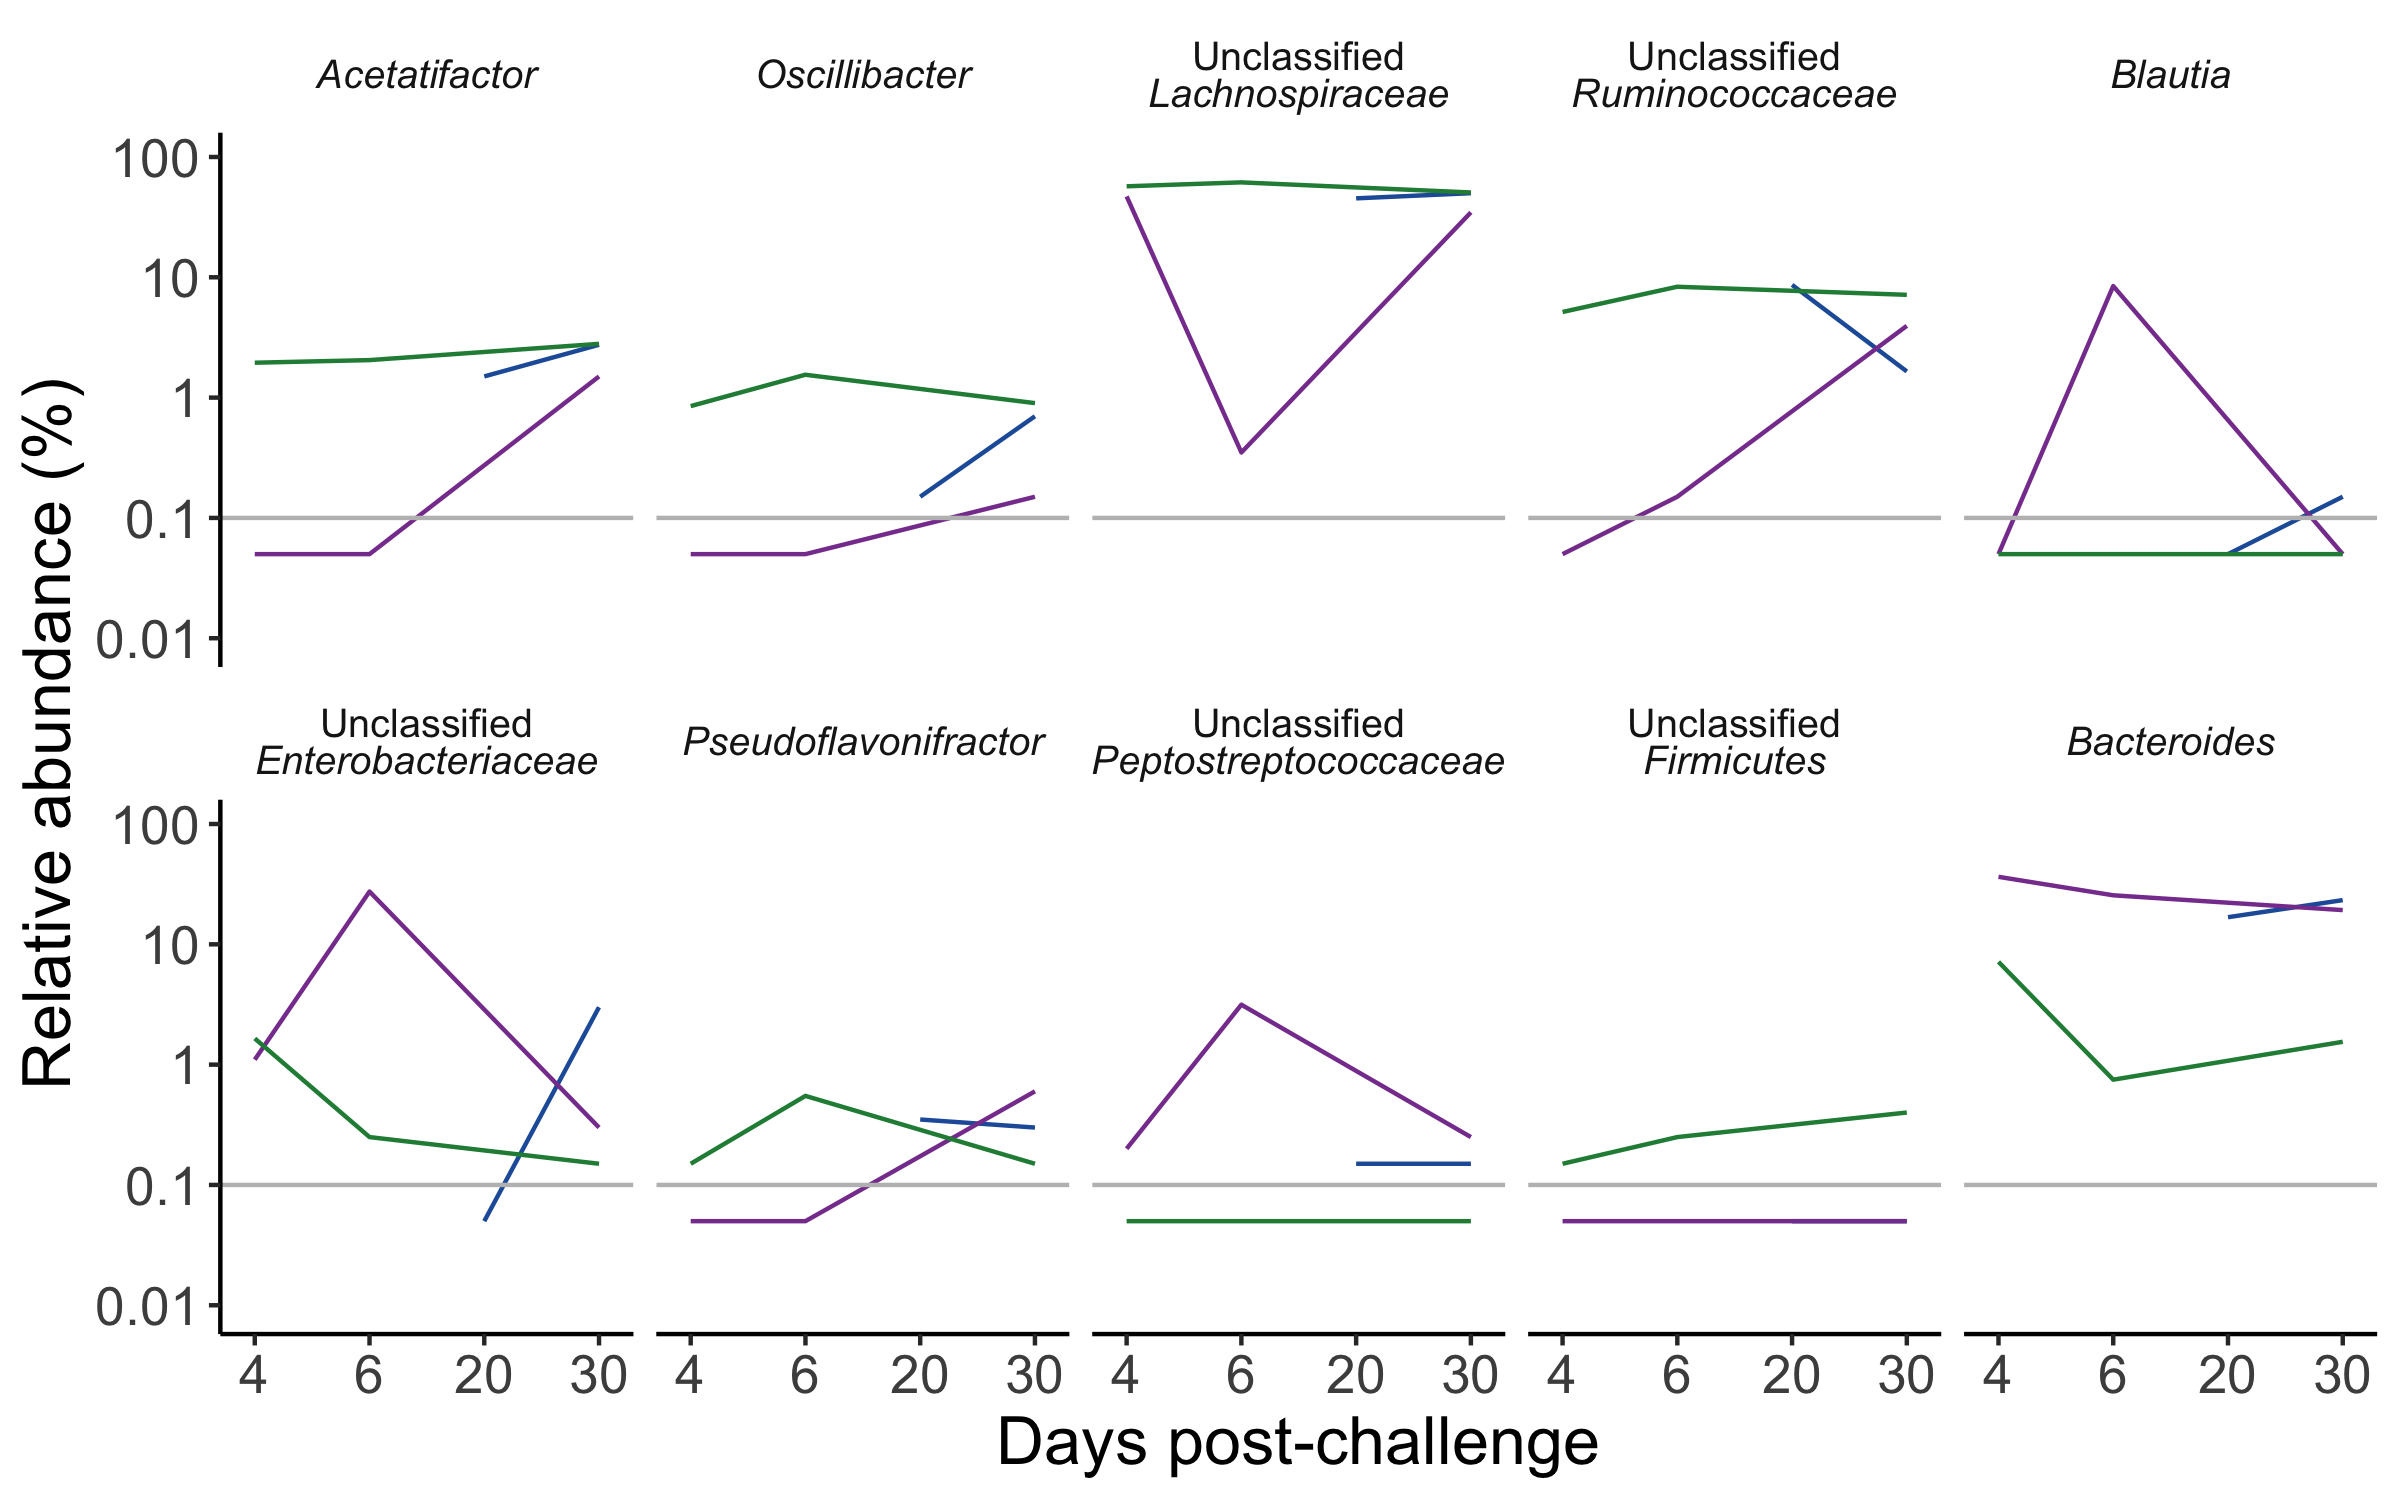 Acetatifactor
Oscillibacter
Unclassified
Lachnospiraceae
Unclassified
Ruminococcaceae
Blautia
100
10
1
0.1
0.01
Unclassified
Enterobacteriaceae
Pseudoflavonifractor
Unclassified
Peptostreptococcaceae
Unclassified
Firmicutes
Bacteroides
100
10
1
0.1
0.01
4 6 20 30
4 6 20 30
4 6 20 30
4 6 20 30
4 6 20 30
Relative abundance (%)
Days post-challenge